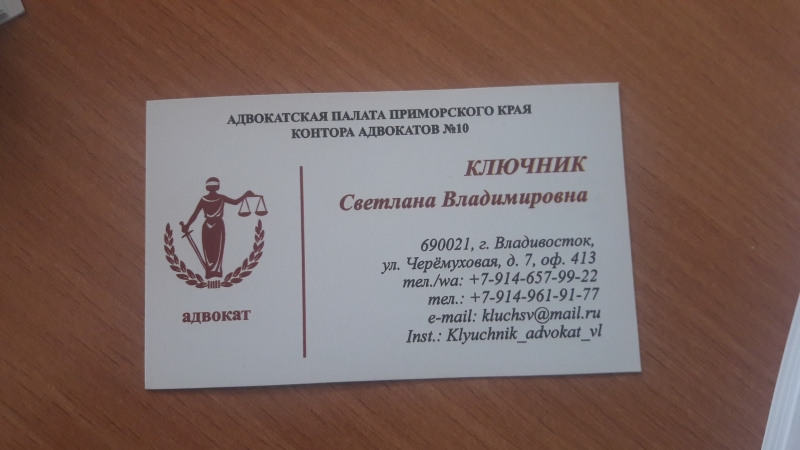 АДВОКАТСКАЯ ПАЛАТА ПРИМОРСКОГО КРАЯ
КОНТОРА АДВОКАТОВ №10
КЛЮЧНИК
Светлана Владимировна
690021, г. Владивосток,
ул. Черёмуховая, д. 7, оф. 413
тел./wa: +7-914-657-99-22
тел.: +7-914-961-91-77
e-mail: kluchsv@mail.ru
Inst.: Klyuchnik_advokat_vl
адвокат